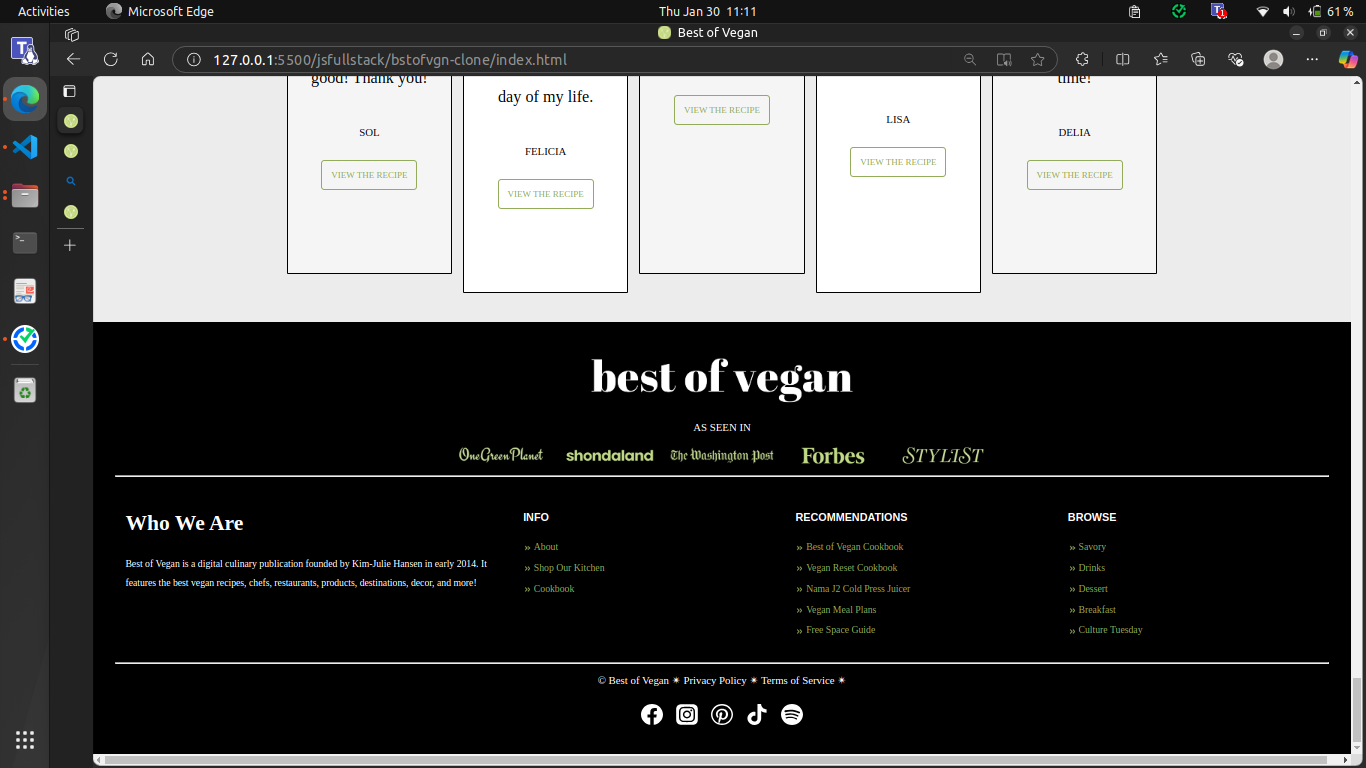 Activities
Microsoft Edge
Thu Jan 30 11:11
61 %
Best of Vegan
127.0.0.1:5500/jsfullstack/bstofvgn-clone/index.html
good! Thank you!
SOL
VIEW THE RECIPE
day of my life.
FELICIA
VIEW THE RECIPE
VIEW THE RECIPE
LISA
VIEW THE RECIPE
time!
DELIA
VIEW THE RECIPE
best of vegan
AS SEEN IN
OneGreenPlanet shondaland The Washington Post Forbes STYLIST
Who We Are
Best of Vegan is a digital culinary publication founded by Kim-Julie Hansen in early 2014. It
features the best vegan recipes, chefs, restaurants, products, destinations, decor, and more!
INFO
» About
» Shop Our Kitchen
» Cookbook
RECOMMENDATIONS
» Best of Vegan Cookbook
» Vegan Reset Cookbook
» Nama J2 Cold Press Juicer
» Vegan Meal Plans
» Free Space Guide
BROWSE
» Savory
» Drinks
» Dessert
» Breakfast
» Culture Tuesday
© Best of Vegan ✴ Privacy Policy ✴ Terms of Service ✴